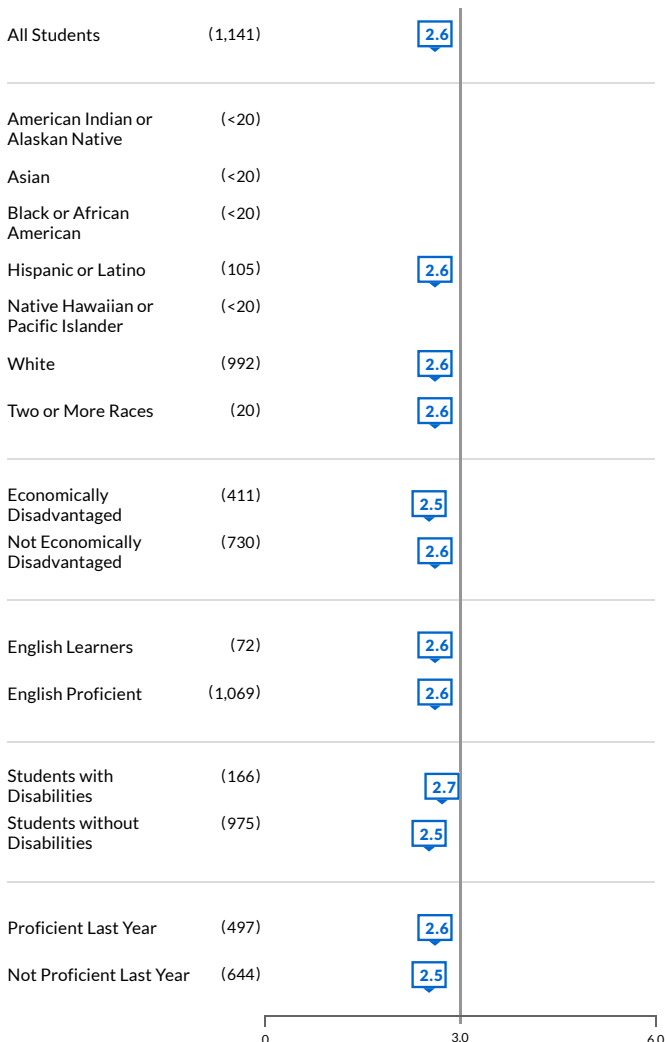 All Students (1,141) 2.6
American Indian or (<20)
Alaskan Native
Asian (<20)
Black or African (<20)
American
Hispanic or Latino (105) 2.6
Native Hawaiian or (<20)
Pacific Islander
White (992) 2.6
Two or More Races (20) 2.6
Economically (411) 2.5
Disadvantaged
Not Economically (730) 2.6
Disadvantaged
English Learners (72) 2.6
English Proficient (1,069) 2.6
Students with (166) 2.7
Disabilities
Students without (975) 2.5
Disabilities
Proficient Last Year (497) 2.6
Not Proficient Last Year (644) 2.5
0 3.0 6.0